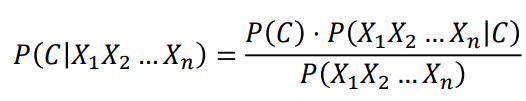 P(C|X₁X₂ … Xₙ) = P(C) · P(X₁X₂ … Xₙ|C) / P(X₁X₂ … Xₙ)